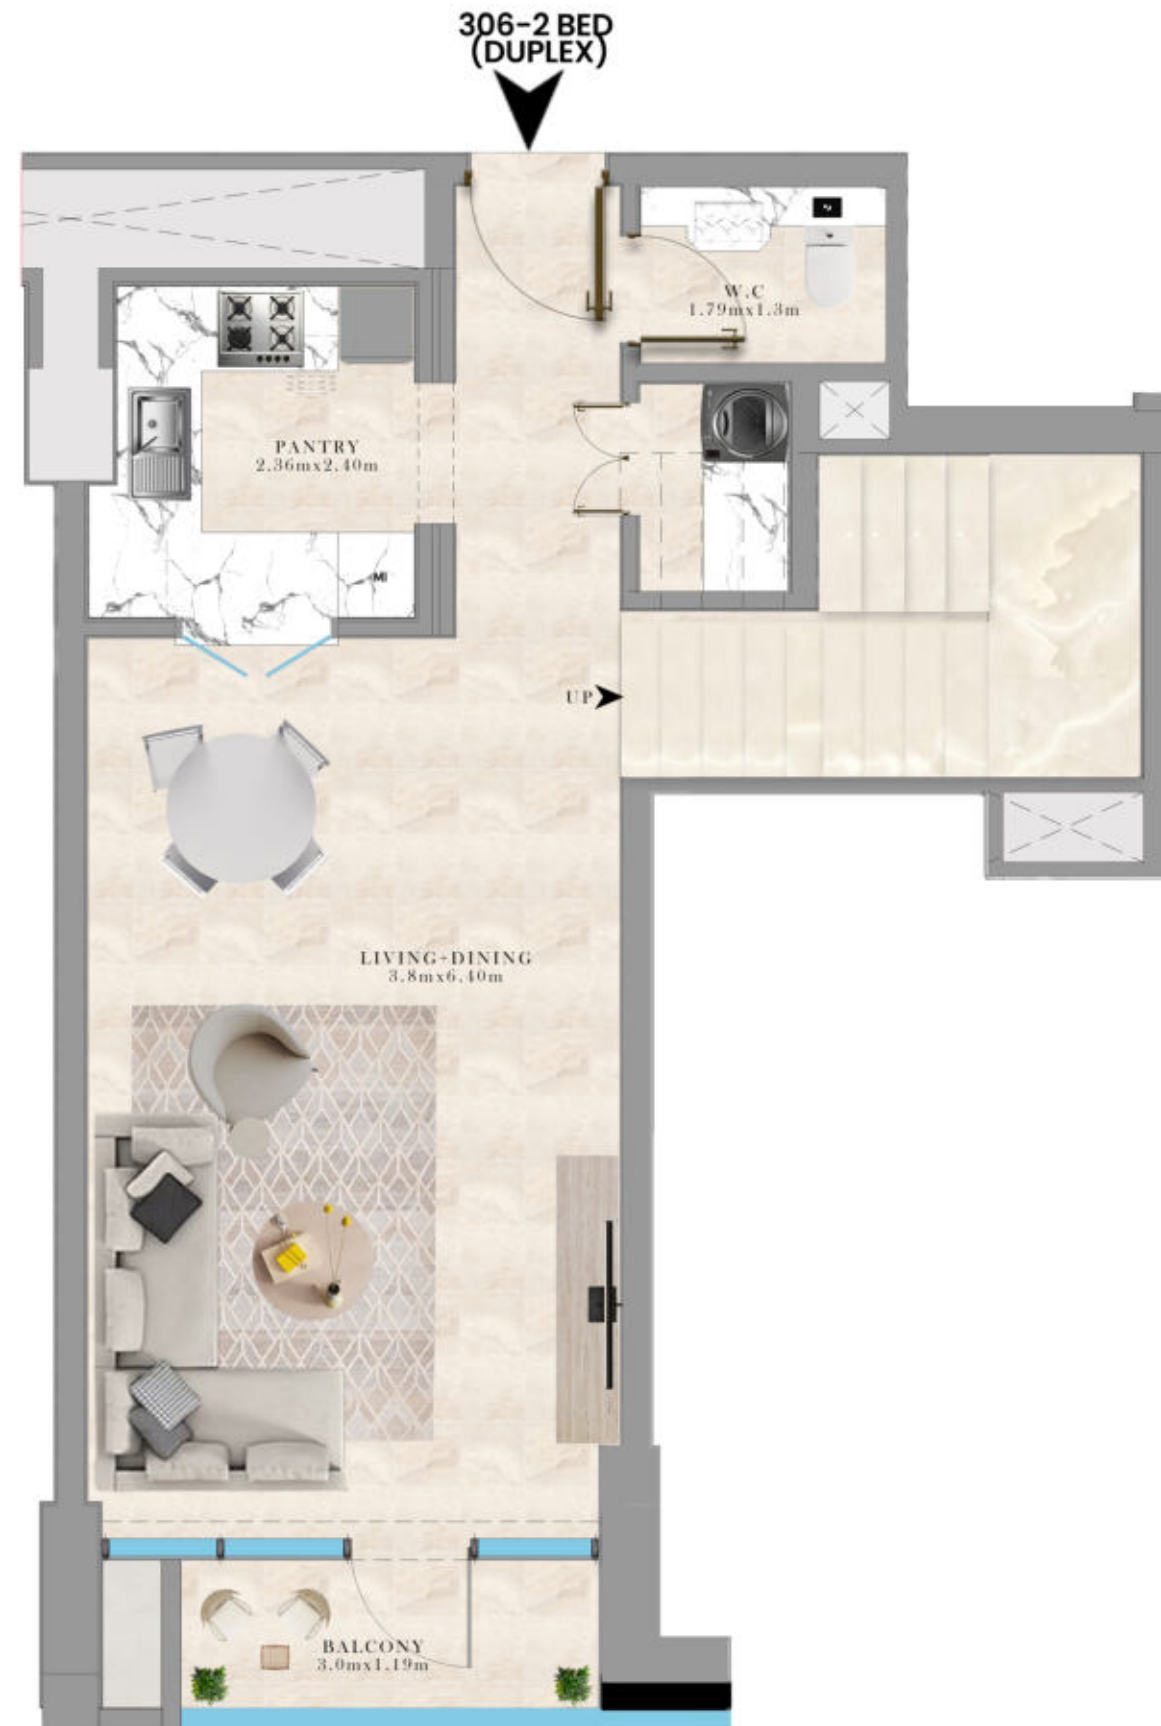 306-2 BED
(DUPLEX)
W.C
1.79mx1.3m
PANTRY
2.36mx2.40m
MI
UP
LIVING+DINING
3.8mx6.40m
BALCONY
3.0mx1.19m